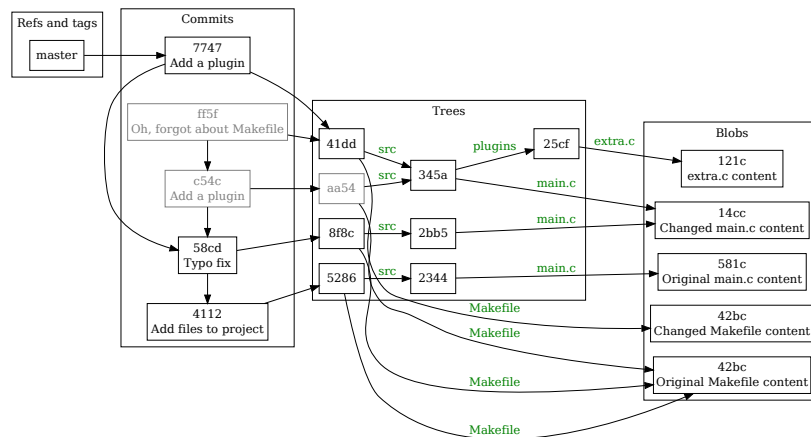 Refs and tags
master
Commits
7747
Add a plugin
ff5f
Oh, forgot about Makefile
c54c
Add a plugin
58cd
Typo fix
4112
Add files to project
Trees
41dd
aa54
8f8c
5286
src
src
src
src
345a
2bb5
2344
plugins
25cf
main.c
main.c
main.c
extra.c
Makefile
Makefile
Makefile
Makefile
Blobs
121c
extra.c content
14cc
Changed main.c content
581c
Original main.c content
42bc
Changed Makefile content
42bc
Original Makefile content